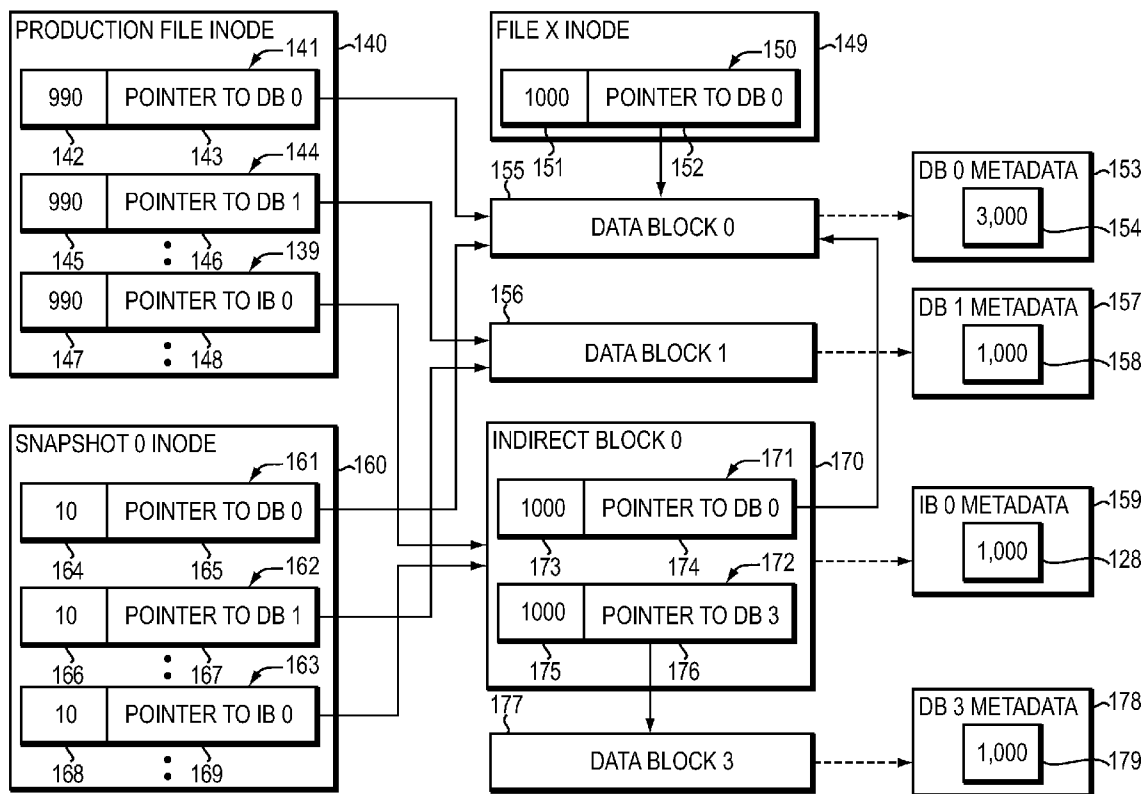 PRODUCTION FILE INODE
140
141
990 POINTER TO DB 0
142 143 144
990 POINTER TO DB 1
145 146 139
990 POINTER TO IB 0
147 148
FILE X INODE
149
150
1000 POINTER TO DB 0
151 152
155
DATA BLOCK 0
DB 0 METADATA
153
3,000
154
156
DATA BLOCK 1
DB 1 METADATA
157
1,000
158
SNAPSHOT 0 INODE
160
161
10 POINTER TO DB 0
164 165 162
10 POINTER TO DB 1
166 167 163
10 POINTER TO IB 0
168 169
INDIRECT BLOCK 0
170
171
1000 POINTER TO DB 0
173 174 172
1000 POINTER TO DB 3
175 176
IB 0 METADATA
159
1,000
128
177
DATA BLOCK 3
DB 3 METADATA
178
1,000
179